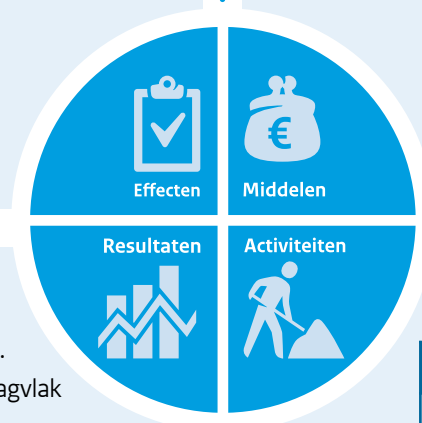 €
Effecten
Middelen
Resultaten
Activiteiten
agvlak